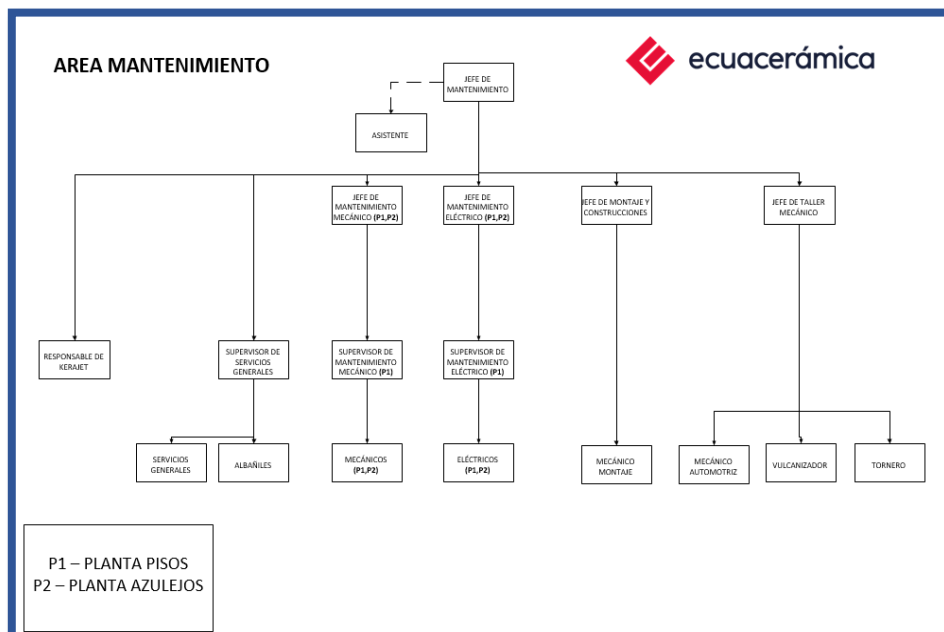 AREA MANTENIMIENTO
ecuacerámica
JEFE DE
MANTENIMIENTO
ASISTENTE
JEFE DE
MANTENIMIENTO
MECÁNICO (P1,P2)
JEFE DE
MANTENIMIENTO
ELÉCTRICO (P1,P2)
JEFE DE MONTAJE Y
CONSTRUCCIONES
JEFE DE TALLER
MECÁNICO
RESPONSABLE DE
KERAJET
SUPERVISOR DE
SERVICIOS
GENERALES
SUPERVISOR DE
MANTENIMIENTO
MECÁNICO (P1)
SUPERVISOR DE
MANTENIMIENTO
ELÉCTRICO (P1)
SERVICIOS
GENERALES
ALBAÑILES
MECÁNICOS
(P1,P2)
ELÉCTRICOS
(P1,P2)
MECÁNICO
MONTAJE
MECÁNICO
AUTOMOTRIZ
VULCANIZADOR
TORNERO
P1 – PLANTA PISOS
P2 – PLANTA AZULEJOS